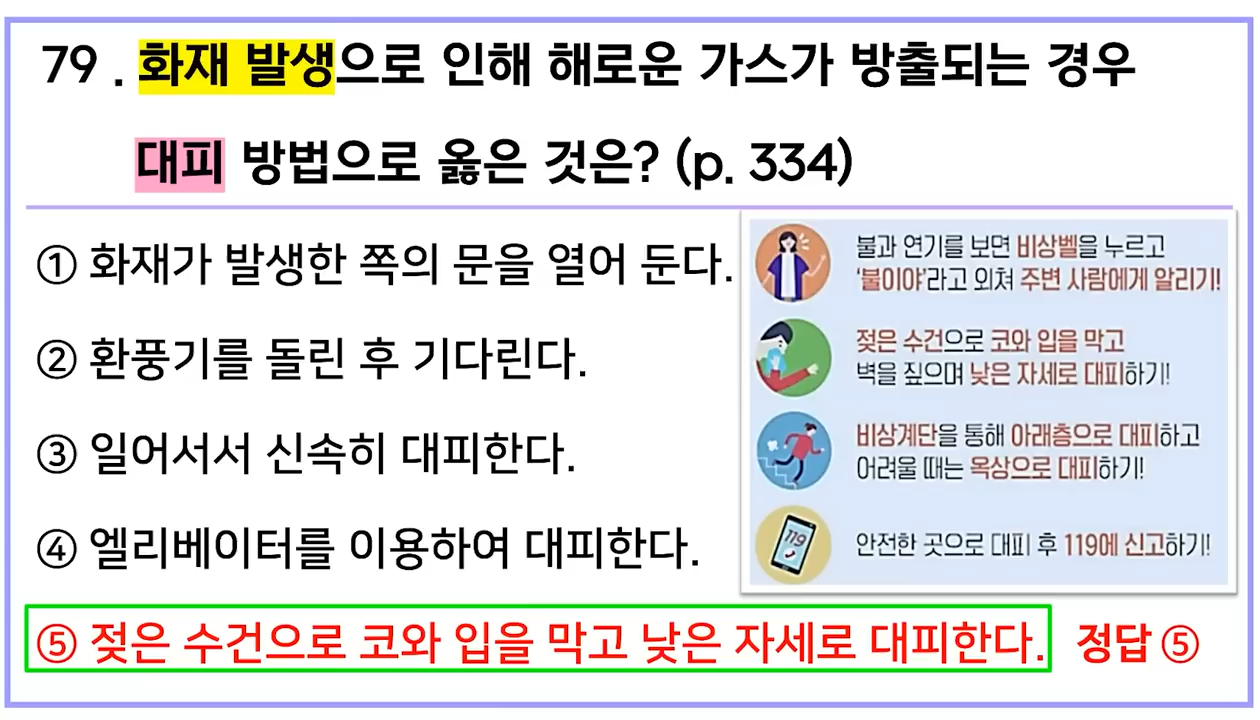 79 . 화재 발생으로 인해 해로운 가스가 방출되는 경우
대피 방법으로 옳은 것은? (p. 334)
① 화재가 발생한 쪽의 문을 열어 둔다.
② 환풍기를 돌린 후 기다린다.
③ 일어서서 신속히 대피한다.
④ 엘리베이터를 이용하여 대피한다.
⑤ 젖은 수건으로 코와 입을 막고 낮은 자세로 대피한다.
정답 ⑤
불과 연기를 보면 비상벨을 누르고
'불이야'라고 외쳐 주변 사람에게 알리기!
젖은 수건으로 코와 입을 막고
벽을 짚으며 낮은 자세로 대피하기!
비상계단을 통해 아래층으로 대피하고
어려울 때는 옥상으로 대피하기!
119
안전한 곳으로 대피 후 119에 신고하기!